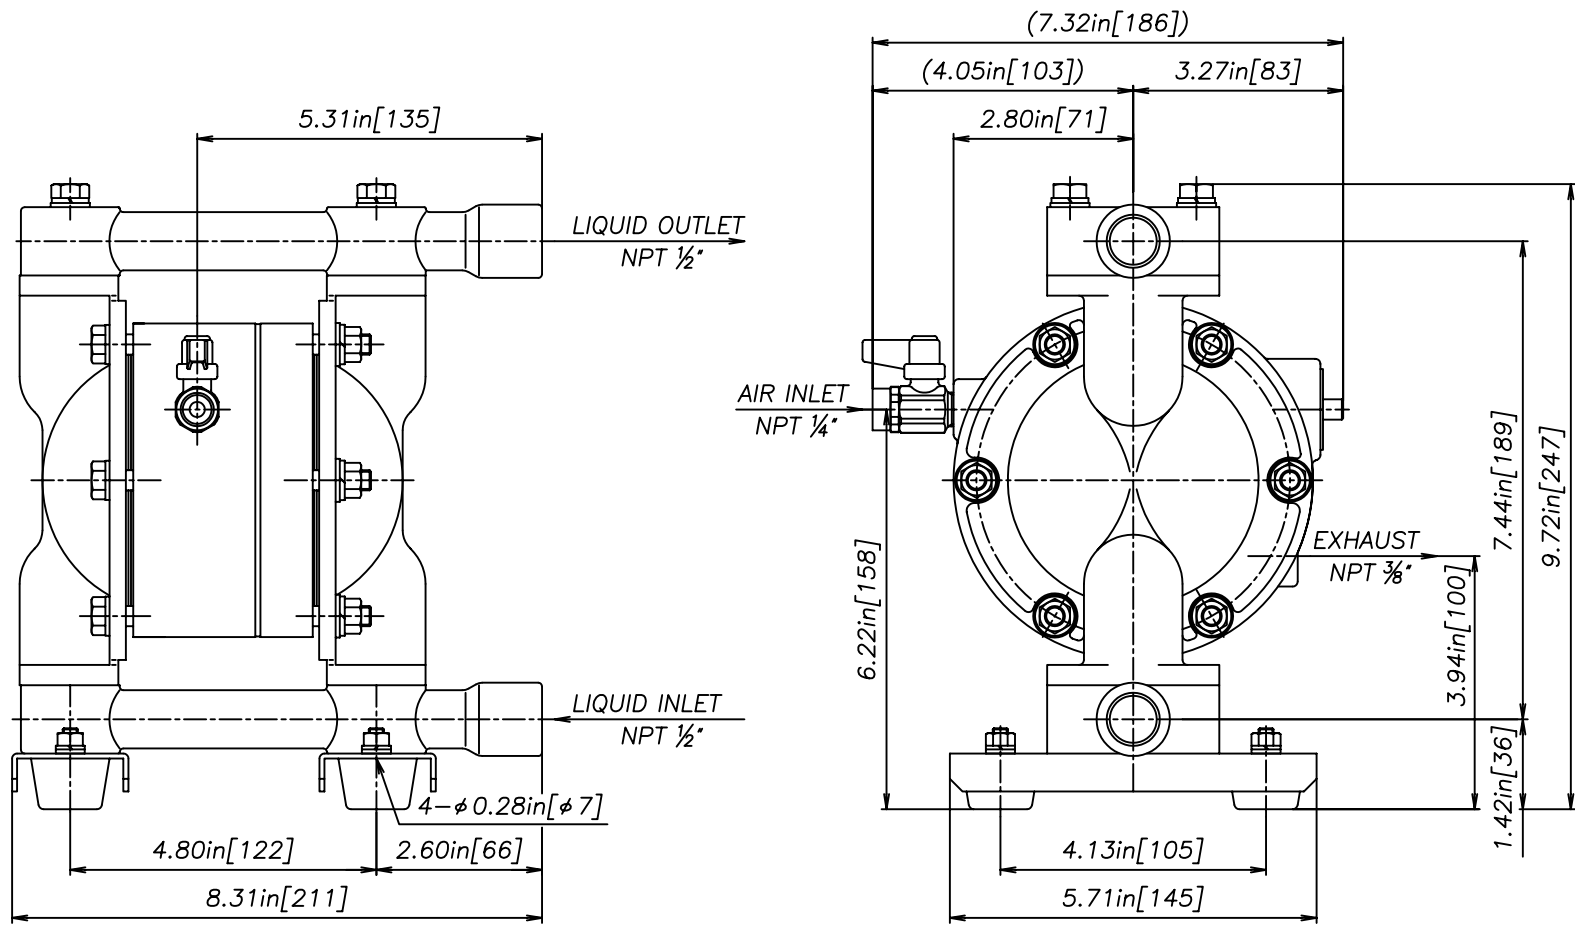 (7.32in[186])
(4.05in[103])
3.27in[83]
5.31in[135]
2.80in[71]
LIQUID OUTLET
NPT 1/2"
AIR INLET
NPT 1/4"
7.44in[189]
9.72in[247]
EXHAUST
NPT 3/8"
6.22in[158]
3.94in[100]
LIQUID INLET
NPT 1/2"
1.42in[36]
4-ϕ0.28in[ϕ7]
4.80in[122]
2.60in[66]
4.13in[105]
8.31in[211]
5.71in[145]